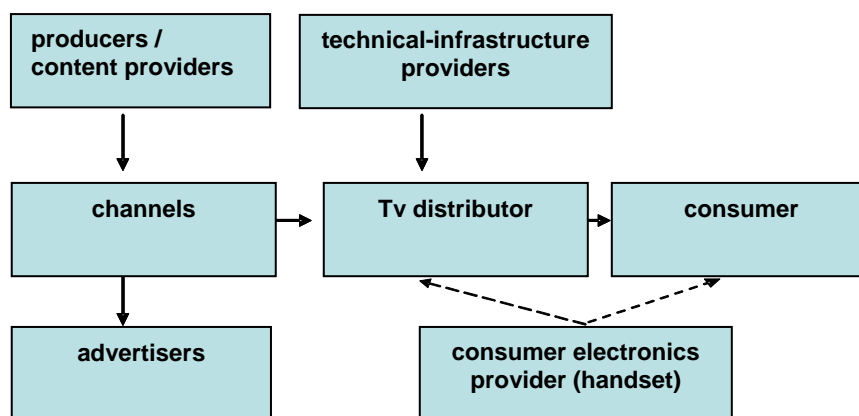 producers /
content providers
technical-infrastructure
providers
channels
Tv distributor
consumer
advertisers
consumer electronics
provider (handset)